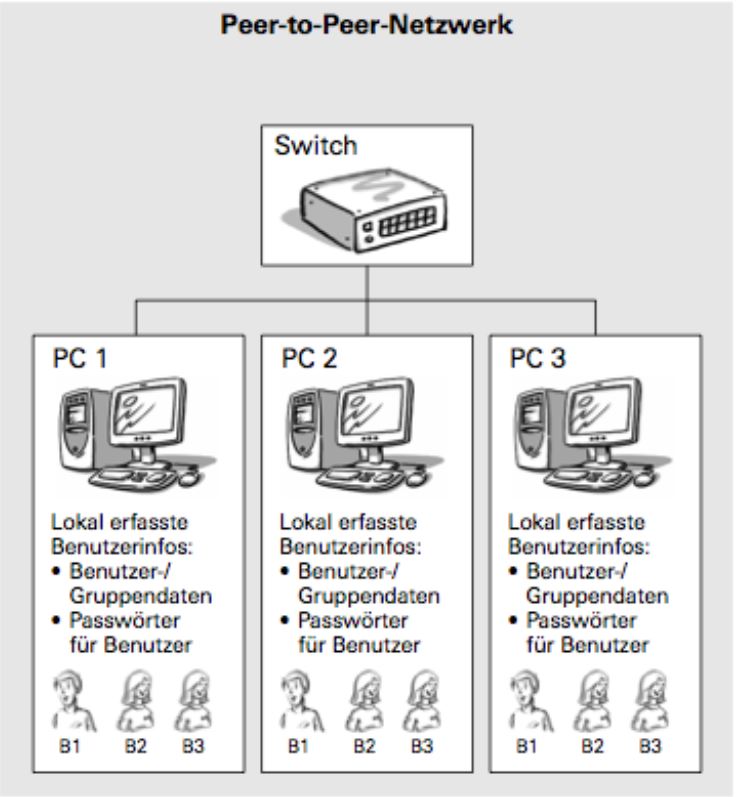 Peer-to-Peer-Netzwerk
Switch
PC 1
Lokal erfasste
Benutzerinfos:
• Benutzer-/
Gruppendaten
• Passwörter
für Benutzer
B1 B2 B3
PC 2
Lokal erfasste
Benutzerinfos:
• Benutzer-/
Gruppendaten
• Passwörter
für Benutzer
B1 B2 B3
PC 3
Lokal erfasste
Benutzerinfos:
• Benutzer-/
Gruppendaten
• Passwörter
für Benutzer
B1 B2 B3